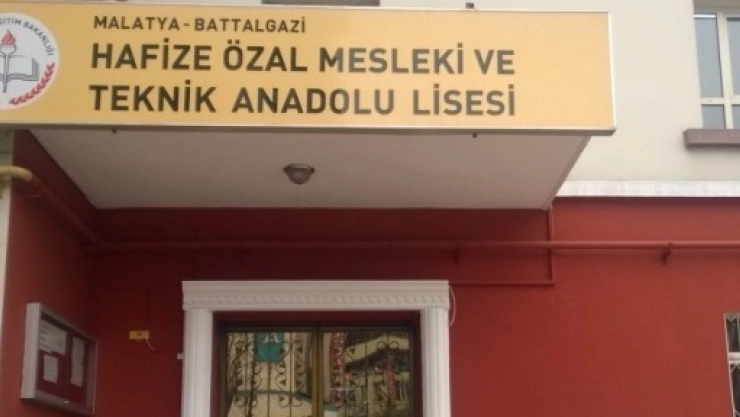 MALATYA - BATTALGAZİ
HAFİZE ÖZAL MESLEKİ VE
TEKNİK ANADOLU LİSESİ